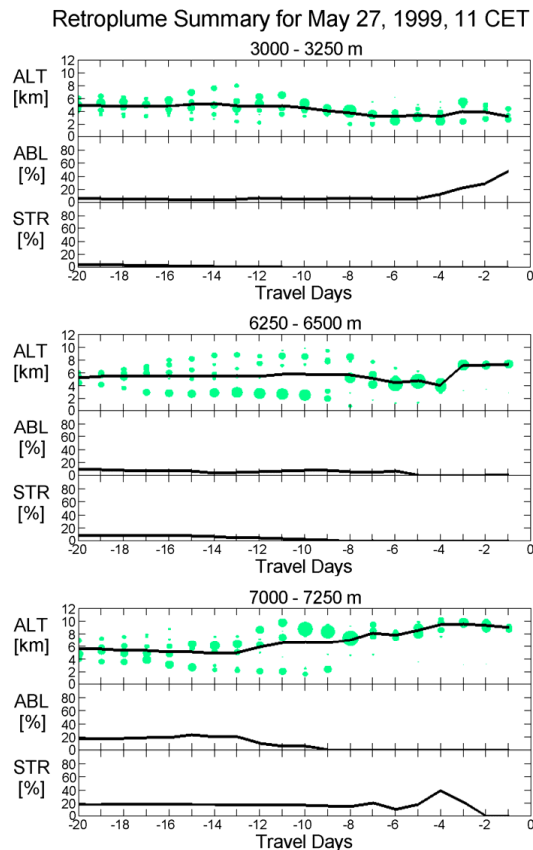 Retroplume Summary for May 27, 1999, 11 CET
3000 - 3250 m
ALT
[km]
12
10
8
6
4
2
0
ABL
[%]
80
60
40
20
0
STR
[%]
80
60
40
20
0
-20 -18 -16 -14 -12 -10 -8 -6 -4 -2 0
Travel Days
6250 - 6500 m
ALT
[km]
12
10
8
6
4
2
0
ABL
[%]
80
60
40
20
0
STR
[%]
80
60
40
20
0
-20 -18 -16 -14 -12 -10 -8 -6 -4 -2 0
Travel Days
7000 - 7250 m
ALT
[km]
12
10
8
6
4
2
0
ABL
[%]
80
60
40
20
0
STR
[%]
80
60
40
20
0
-20 -18 -16 -14 -12 -10 -8 -6 -4 -2 0
Travel Days